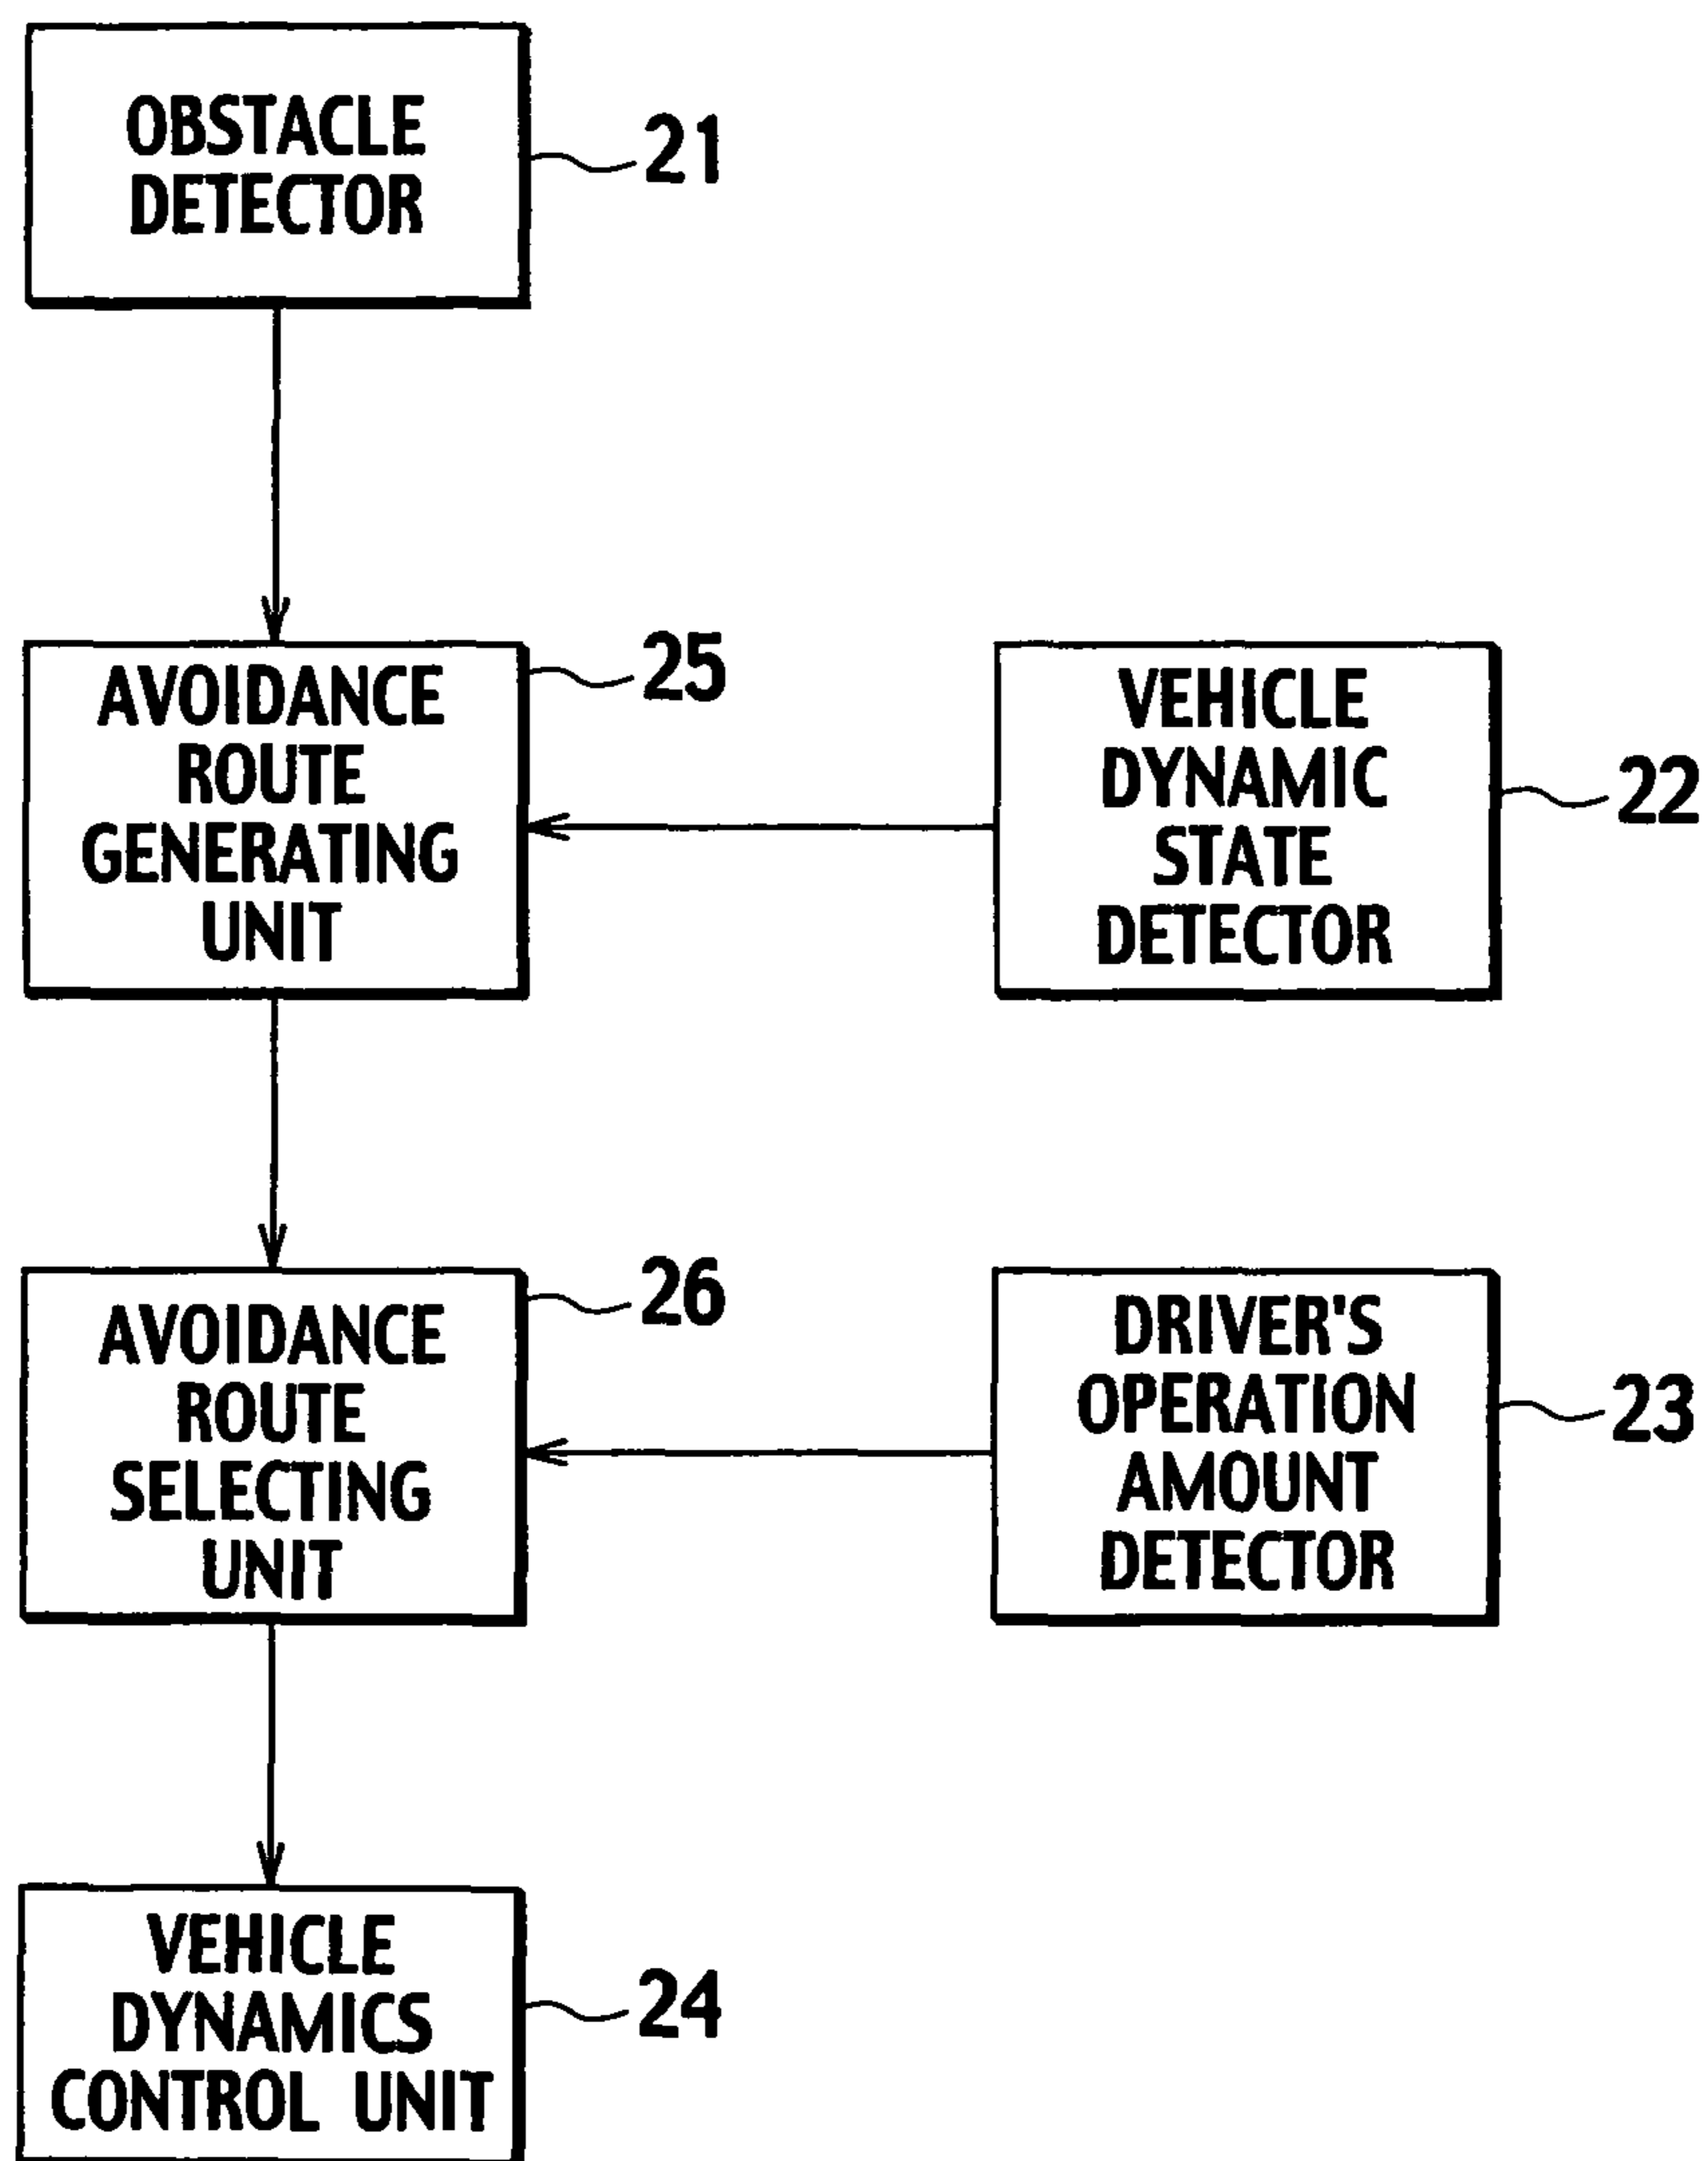 OBSTACLE
DETECTOR
21
AVOIDANCE
ROUTE
GENERATING
UNIT
25
VEHICLE
DYNAMIC
STATE
DETECTOR
22
AVOIDANCE
ROUTE
SELECTING
UNIT
26
DRIVER'S
OPERATION
AMOUNT
DETECTOR
23
VEHICLE
DYNAMICS
CONTROL UNIT
24